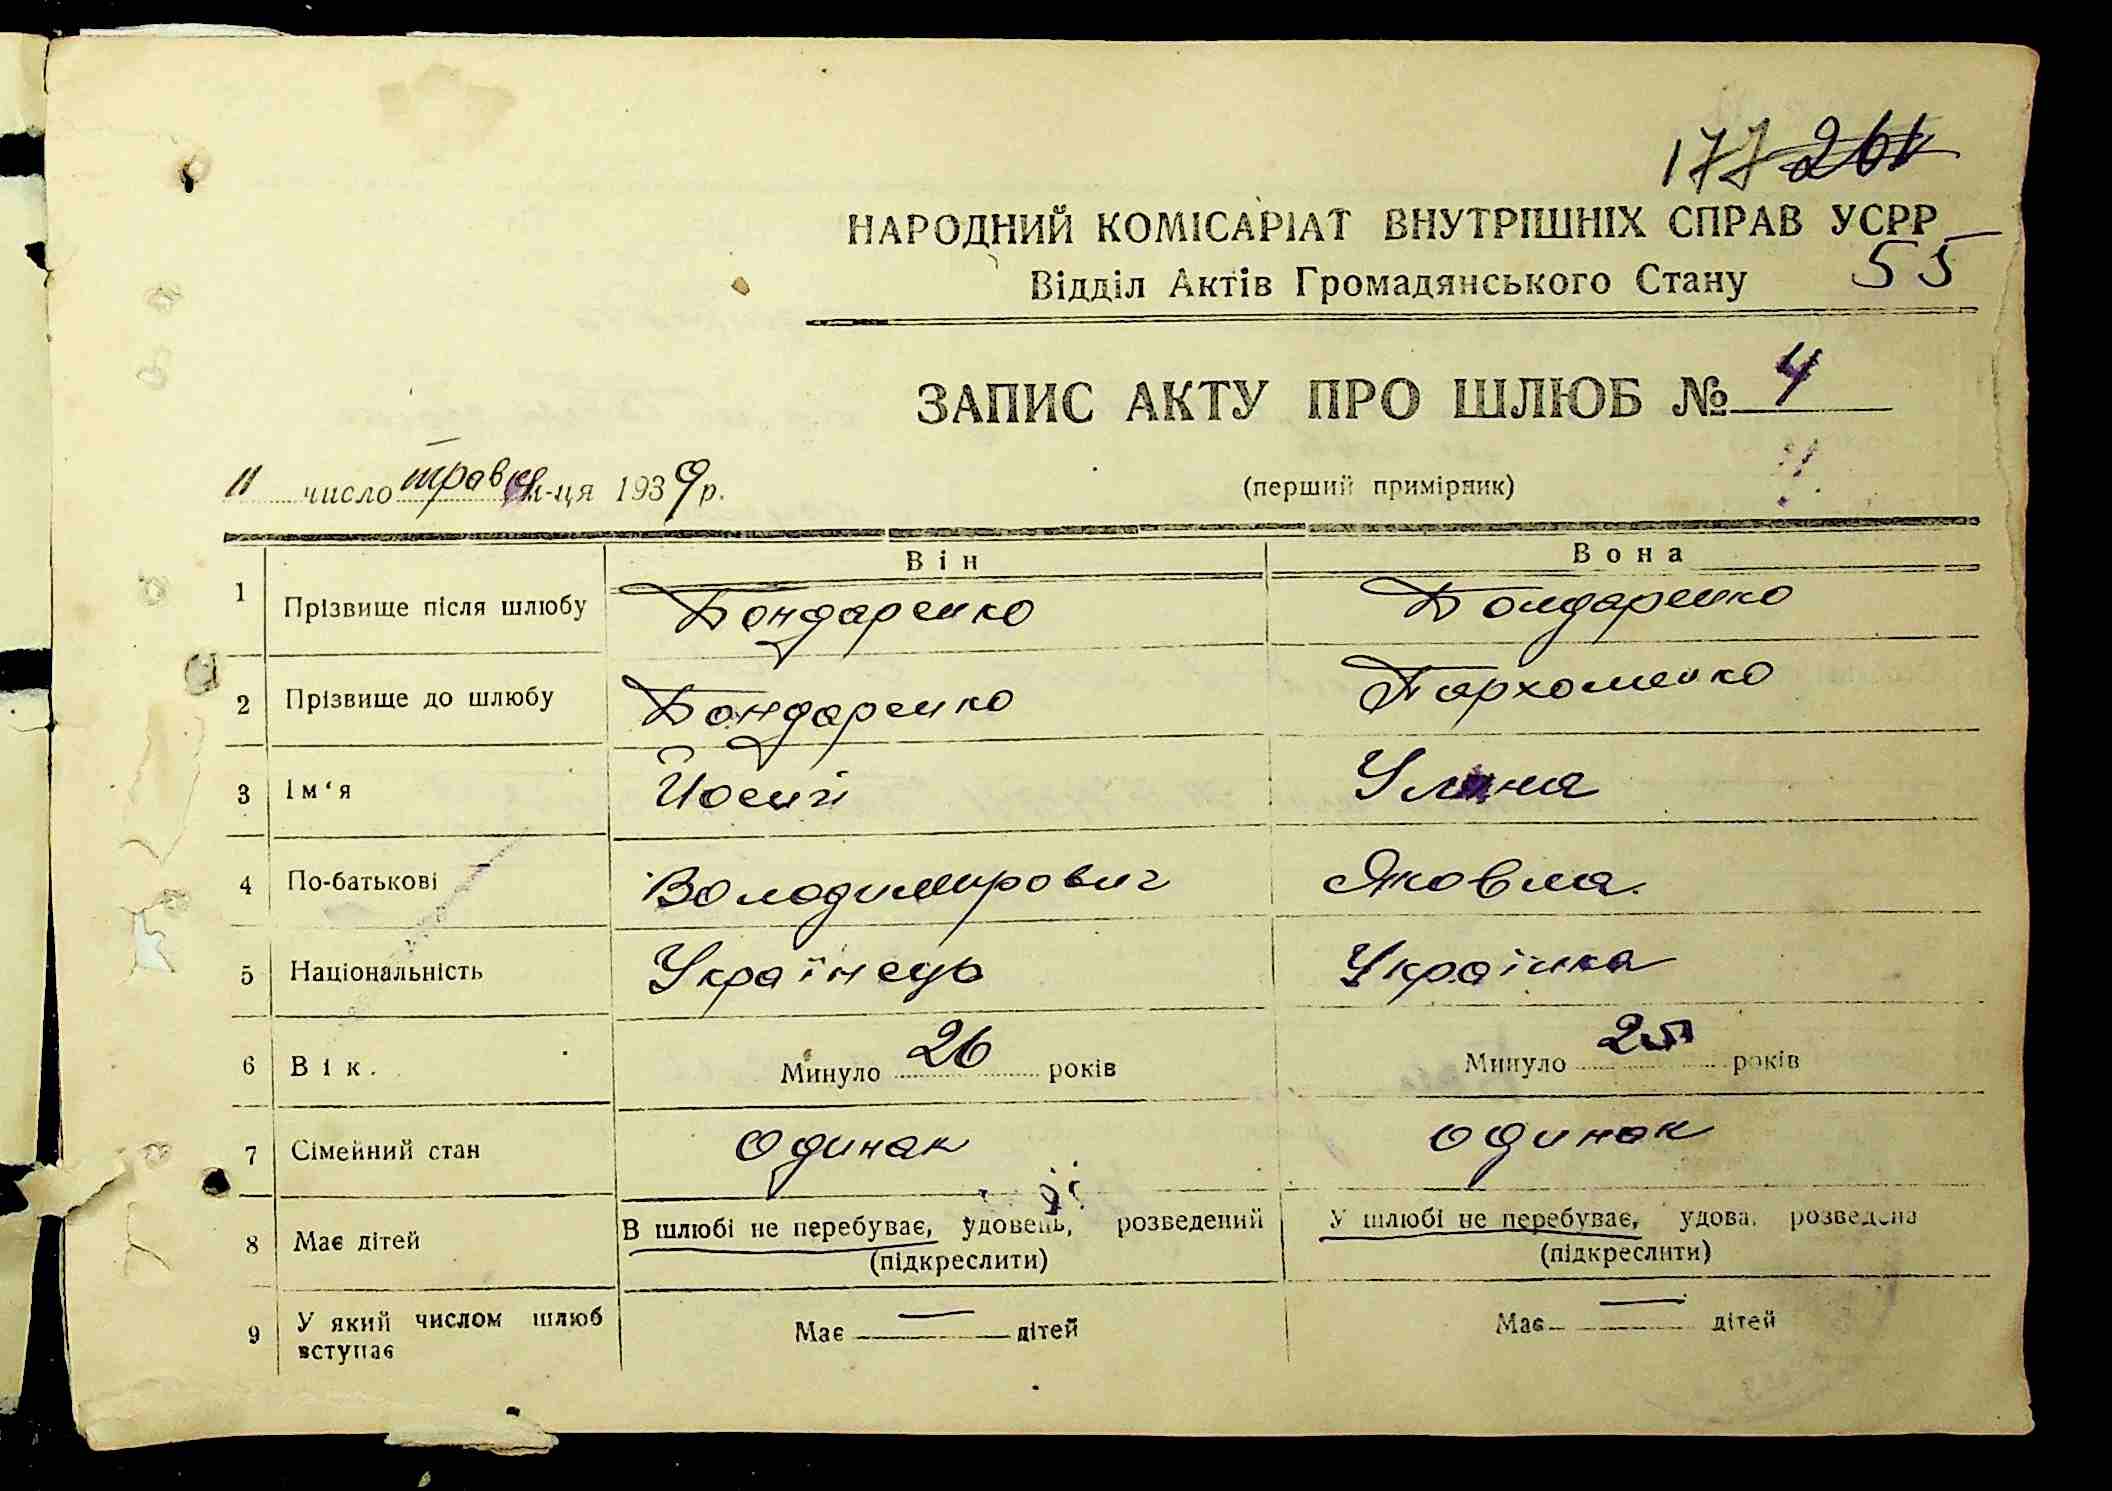 177 261
НАРОДНИЙ КОМІСАРІАТ ВНУТРІШНІХ СПРАВ УСРР
Відділ Актів Громадянського Стану 55
ЗАПИС АКТУ ПРО ШЛЮБ № 4
11 число травня м-ця 1939 р. (перший примірник)
Він Вона
1 Прізвище після шлюбу Бондаренко Бондаренко
2 Прізвище до шлюбу Бондаренко Пархоменко
3 Ім‘я Уляна
4 По-батькові Володимирович Яковма
5 Національність Українець Українка
6 Вік. Минуло 26 років Минуло 25 років
7 Сімейний стан одинак одинак
8 Має дітей В шлюбі не перебуває, удовець, розведений У шлюбі не перебуває, удова, розведена
(підкреслити) (підкреслити)
9 У який числом шлюб вступає Має — дітей Має — дітей